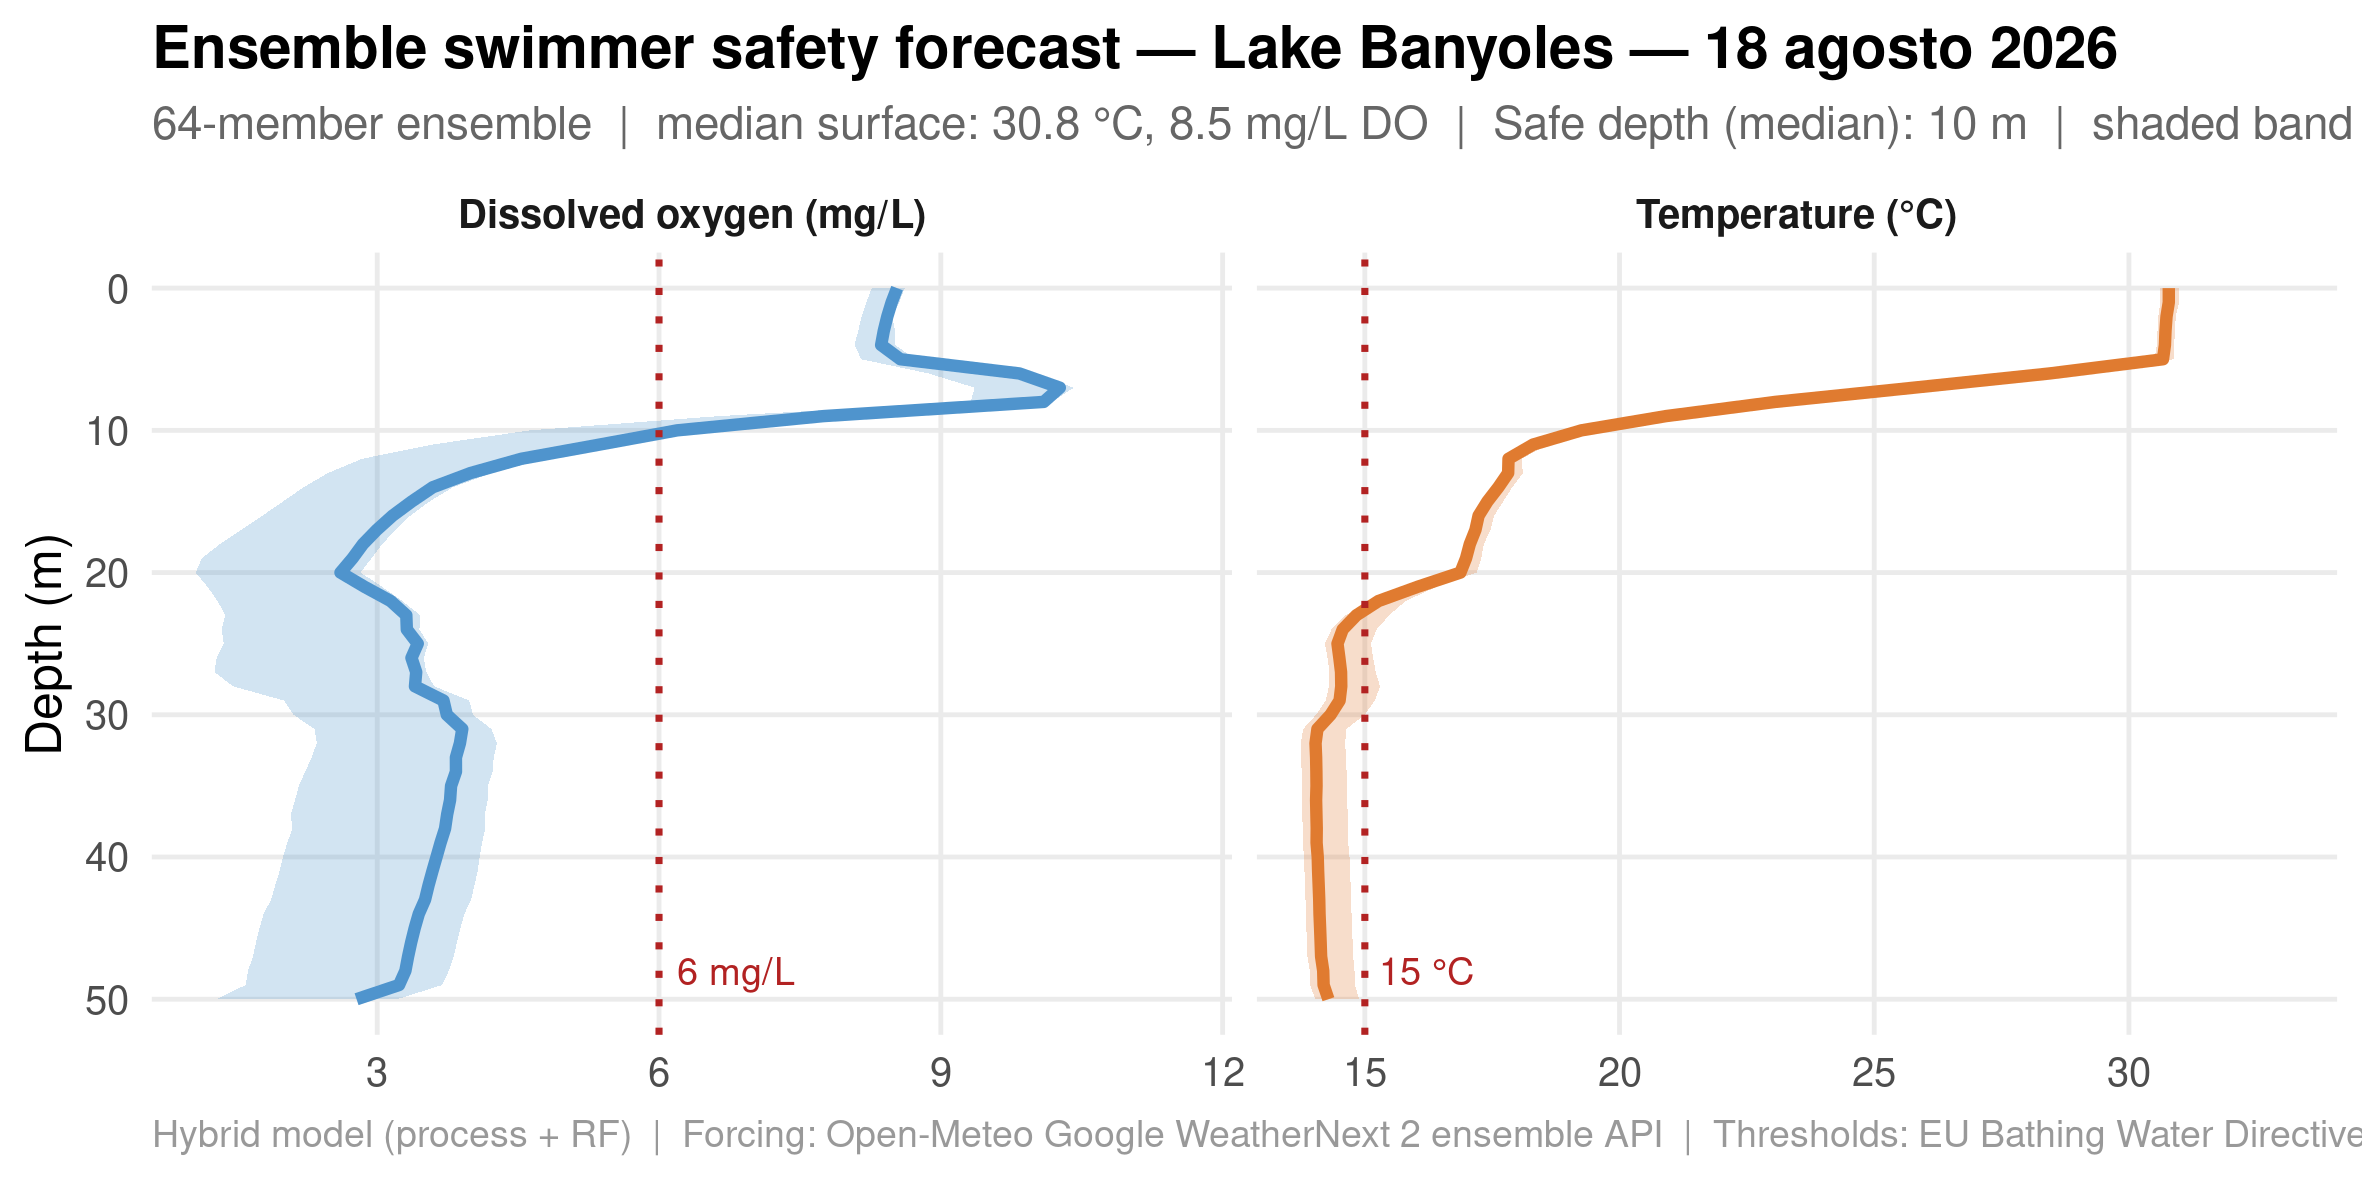 Ensemble swimmer safety forecast — Lake Banyoles — 18 agosto 2026
64-member ensemble | median surface: 30.8 °C, 8.5 mg/L DO | Safe depth (median): 10 m | shaded band
Dissolved oxygen (mg/L) Temperature (°C)
0
10
20
30
40
50
Depth (m)
6 mg/L 15 °C
3 6 9 12 15 20 25 30
Hybrid model (process + RF) | Forcing: Open-Meteo Google WeatherNext 2 ensemble API | Thresholds: EU Bathing Water Directive